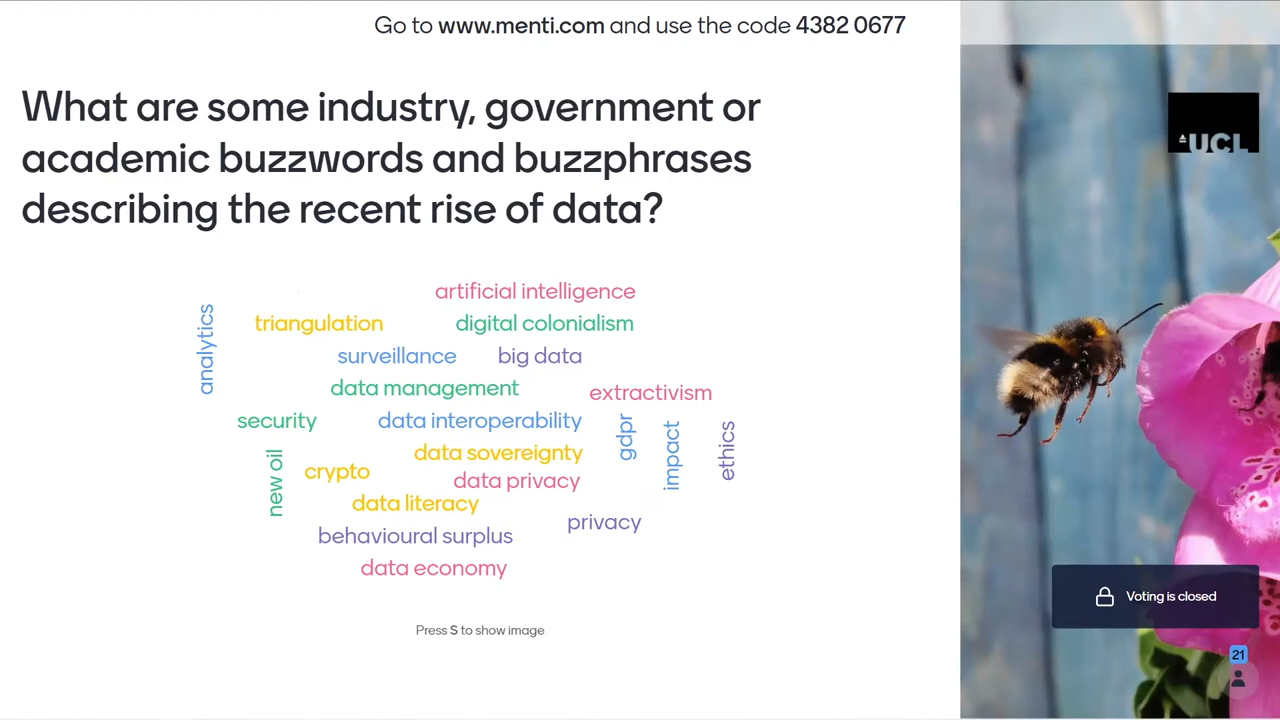 Go to www.menti.com and use the code 4382 0677
UCL
What are some industry, government or
academic buzzwords and buzzphrases
describing the recent rise of data?
artificial intelligence
analytics
triangulation
digital colonialism
surveillance
big data
data management
extractivism
security
data interoperability
gdpr
impact
ethics
new oil
crypto
data sovereignty
data privacy
data literacy
privacy
behavioural surplus
data economy
Voting is closed
Press S to show image
21